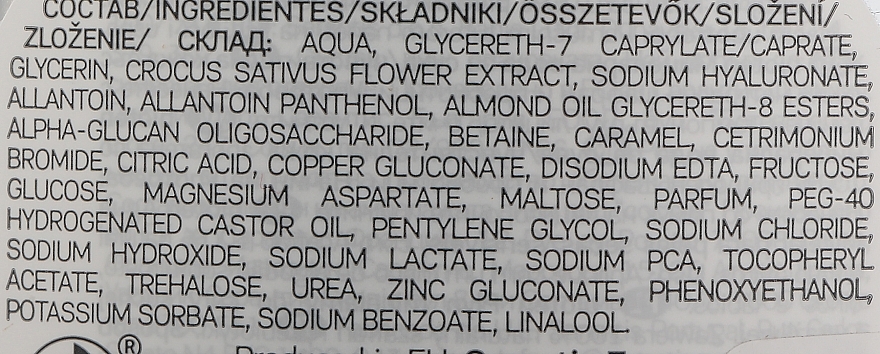 СОСТАВ/INGREDIENTES/SKŁADNIKI/ÖSSZETEVŐK/SLOŽENÍ/
ZLOŽENIE/ СКЛАД: AQUA, GLYCERETH-7 CAPRYLATE/CAPRATE,
GLYCERIN, CROCUS SATIVUS FLOWER EXTRACT, SODIUM HYALURONATE,
ALLANTOIN, ALLANTOIN PANTHENOL, ALMOND OIL GLYCERETH-8 ESTERS,
ALPHA-GLUCAN OLIGOSACCHARIDE, BETAINE, CARAMEL, CETRIMONIUM
BROMIDE, CITRIC ACID, COPPER GLUCONATE, DISODIUM EDTA, FRUCTOSE,
GLUCOSE, MAGNESIUM ASPARTATE, MALTOSE, PARFUM, PEG-40
HYDROGENATED CASTOR OIL, PENTYLENE GLYCOL, SODIUM CHLORIDE,
SODIUM HYDROXIDE, SODIUM LACTATE, SODIUM PCA, TOCOPHERYL
ACETATE, TREHALOSE, UREA, ZINC GLUCONATE, PHENOXYETHANOL,
POTASSIUM SORBATE, SODIUM BENZOATE, LINALOOL.
®